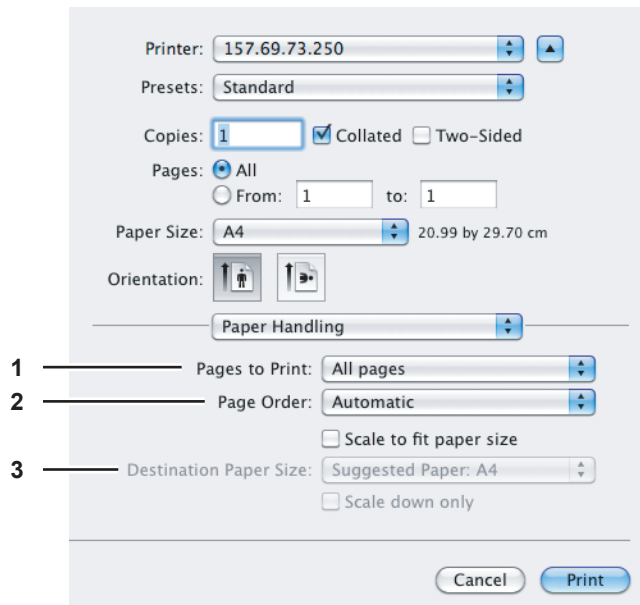 Printer: 157.69.73.250
Presets: Standard
Copies: 1 Collated Two-Sided
Pages: All
From: 1 to: 1
Paper Size: A4 20.99 by 29.70 cm
Orientation:
Paper Handling
1 Pages to Print: All pages
2 Page Order: Automatic
Scale to fit paper size
3 Destination Paper Size: Suggested Paper: A4
Scale down only
Cancel Print